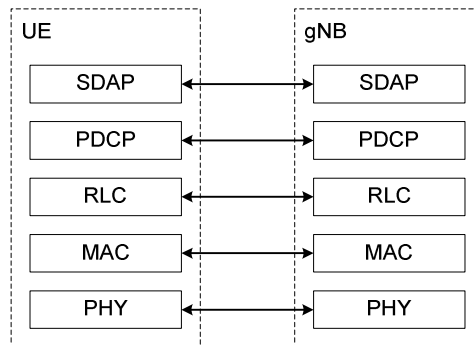 UE gNB
SDAP SDAP
PDCP PDCP
RLC RLC
MAC MAC
PHY PHY